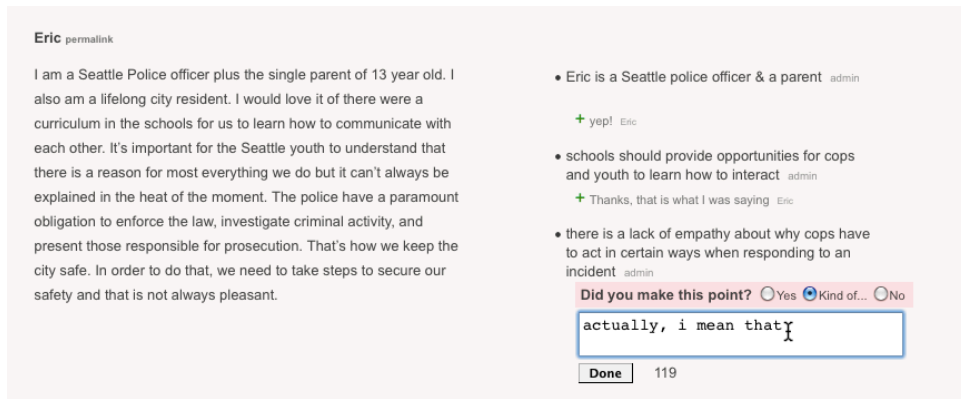 Eric permalink
I am a Seattle Police officer plus the single parent of 13 year old. I
also am a lifelong city resident. I would love it of there were a
curriculum in the schools for us to learn how to communicate with
each other. It's important for the Seattle youth to understand that
there is a reason for most everything we do but it can't always be
explained in the heat of the moment. The police have a paramount
obligation to enforce the law, investigate criminal activity, and
present those responsible for prosecution. That's how we keep the
city safe. In order to do that, we need to take steps to secure our
safety and that is not always pleasant.
• Eric is a Seattle police officer & a parent admin
+ yep! Eric
• schools should provide opportunities for cops
and youth to learn how to interact admin
+ Thanks, that is what I was saying Eric
• there is a lack of empathy about why cops have
to act in certain ways when responding to an
incident admin
Did you make this point? Yes Kind of... No
actually, i mean that
Done 119